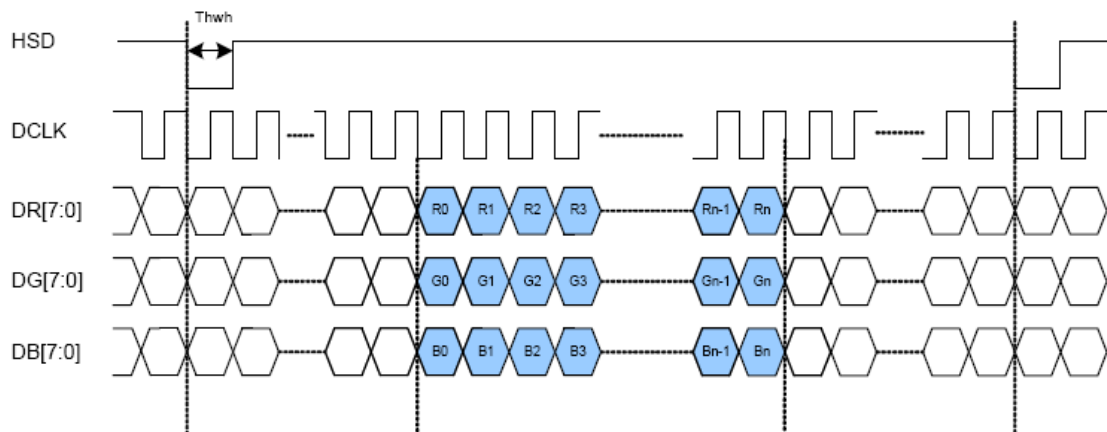 Thwh
HSD
DCLK
DR[7:0] R0 R1 R2 R3 Rn-1 Rn
DG[7:0] G0 G1 G2 G3 Gn-1 Gn
DB[7:0] B0 B1 B2 B3 Bn-1 Bn